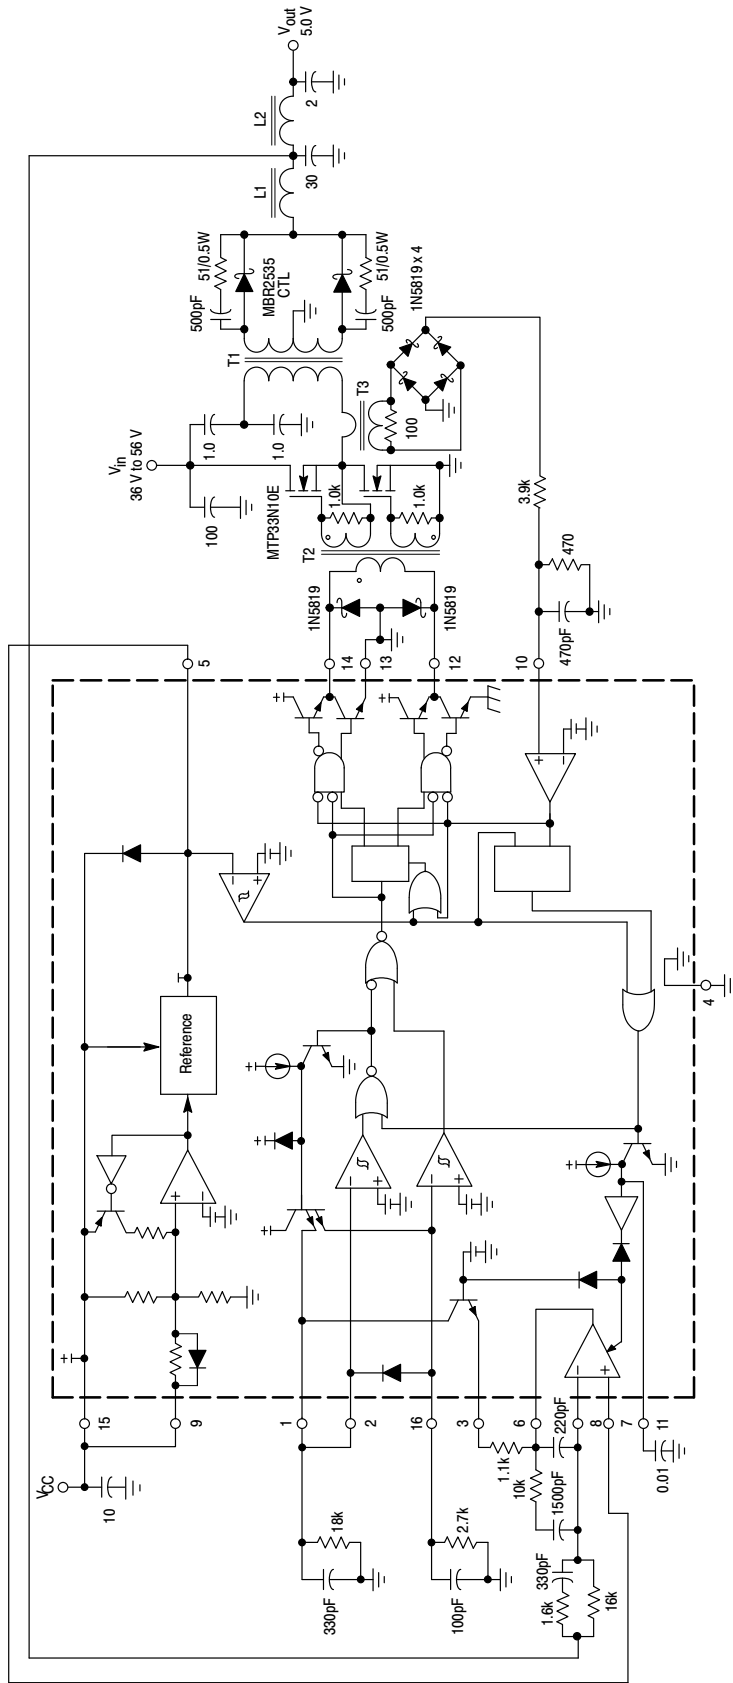 Vout
5.0 V
L2
2
L1
30
51/0.5W
500pF
MBR2535
CTL
51/0.5W
500pF
T1
1N5819 x 4
T3
100
1.0
1.0
Vin
36 V to 56 V
100
MTP33N10E
1.0k
1.0k
T2
3.9k
470
470pF
1N5819
1N5819
5
14
13
12
10
+
–
–
+
4
Reference
+
–
–
+
–
+
–
+
15
9
1
2
16
3
6
8
7
11
VCC
10
18k
330pF
2.7k
100pF
1.1k
10k
220pF
1500pF
330pF
1.6k
16k
0.01